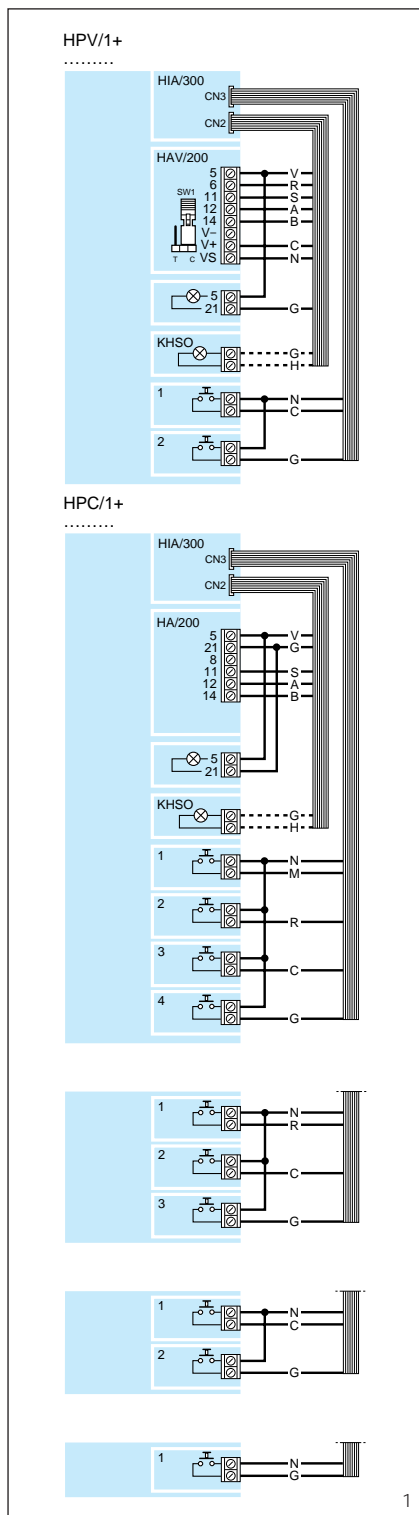 HPV/1+
.........
HIA/300
CN3
CN2
HAV/200
SW1
T C
5 V
6 R
11 S
12 A
14 B
V–
V+ C
VS N
5
21 G
KHSO
G
H
1 N
C
2
G
HPC/1+
.........
HIA/300
CN3
CN2
HA/200
5 V
21 G
8
11 S
12 A
14 B
5
21
KHSO
G
H
1 N
M
2
R
3
C
4
G
1 N
R
2
C
3
G
1 N
C
2
G
1 N
G
1